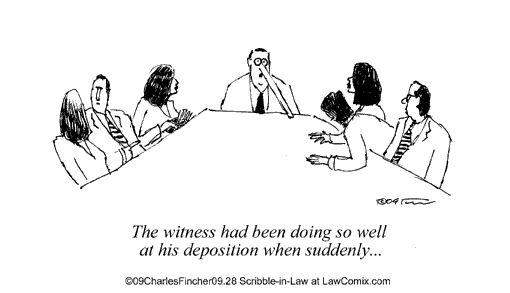 The witness had been doing so well
at his deposition when suddenly...
©09CharlesFincher09.28 Scribble-in-Law at LawComix.com